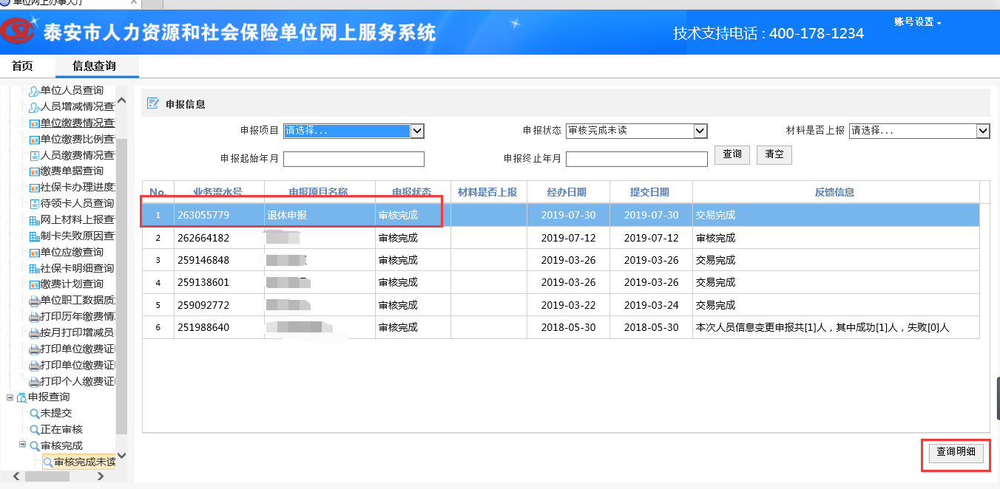 单位网上办事大厅
泰安市人力资源和社会保险单位网上服务系统
技术支持电话 : 400-178-1234
账号设置
首页 信息查询
单位人员查询
人员增减情况查
单位缴费情况查
单位缴费比例查
人员缴费情况查
缴费单据查询
社保卡办理进度
待领卡人员查询
网上材料上报查
制卡失败原因查
单位应缴查询
社保卡明细查询
缴费计划查询
单位职工数据质
打印历年缴费情
按月打印增减员
打印单位缴费证
打印单位缴费证
打印个人缴费证
申报查询
未提交
正在审核
审核完成
审核完成未读
申报信息
申报项目 请选择... 申报状态 审核完成未读 材料是否上报 请选择...
申报起始年月 申报终止年月 查询 清空
No. 业务流水号 申报项目名称 申报状态 材料是否上报 经办日期 提交日期 反馈信息
1 263055779 退休申报 审核完成 2019-07-30 2019-07-30 交易完成
2 262664182 审核完成 2019-07-12 2019-07-12 审核完成
3 259146848 审核完成 2019-03-26 2019-03-26 交易完成
4 259138601 审核完成 2019-03-26 2019-03-26 交易完成
5 259092772 审核完成 2019-03-22 2019-03-24 交易完成
6 251988640 审核完成 2018-05-30 2018-05-30 本次人员信息变更申报共[1]人，其中成功[1]人，失败[0]人
查询明细